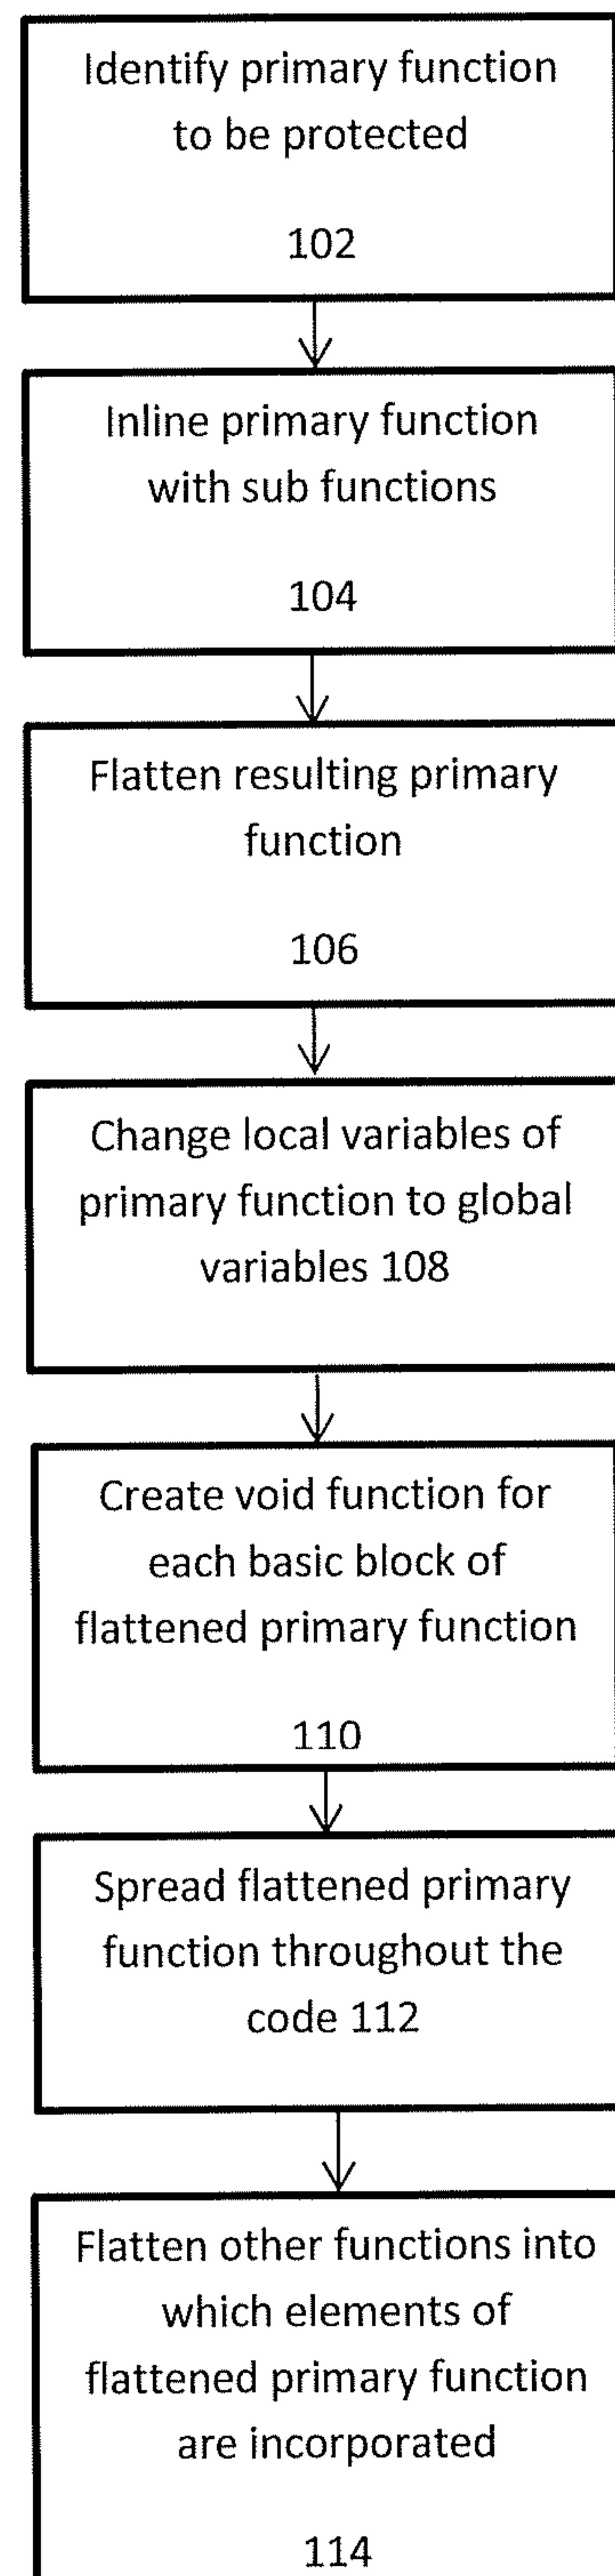 Identify primary function
to be protected
102
Inline primary function
with sub functions
104
Flatten resulting primary
function
106
Change local variables of
primary function to global
variables 108
Create void function for
each basic block of
flattened primary function
110
Spread flattened primary
function throughout the
code 112
Flatten other functions into
which elements of
flattened primary function
are incorporated
114